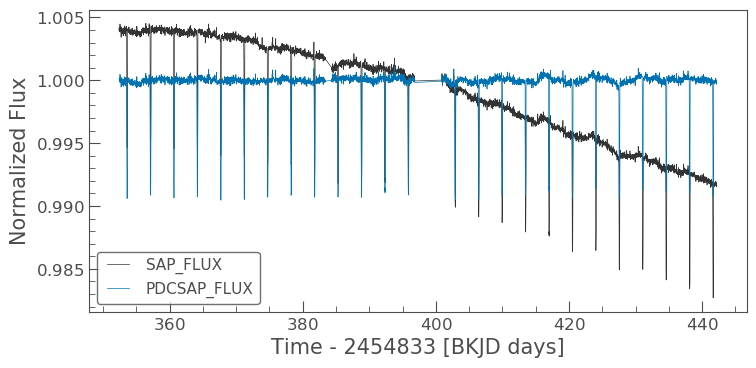 1.005
1.000
0.995
0.990
0.985
Normalized Flux
SAP_FLUX
PDCSAP_FLUX
360 380 400 420 440
Time - 2454833 [BKJD days]